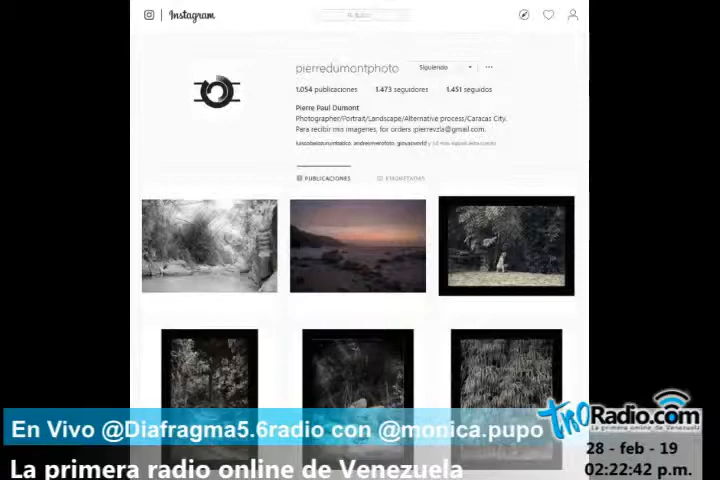 Instagram
Buscar
pierredumontphoto
Siguiendo
1.054 publicaciones 1.473 seguidores 1.451 seguidos
Pierre Paul Dumont
Photographer/Portrait/Landscape/Alternative process/Caracas City.
Para recibir mis imagenes, for orders :pierrevzla@gmail.com.
PUBLICACIONES ETIQUETADAS
En Vivo @Diafragma5.6radio con @monica.pupo
Radio.com
La primera radio online de Venezuela
28 - feb - 19
La primera radio online de Venezuela
02:22:42 p.m.